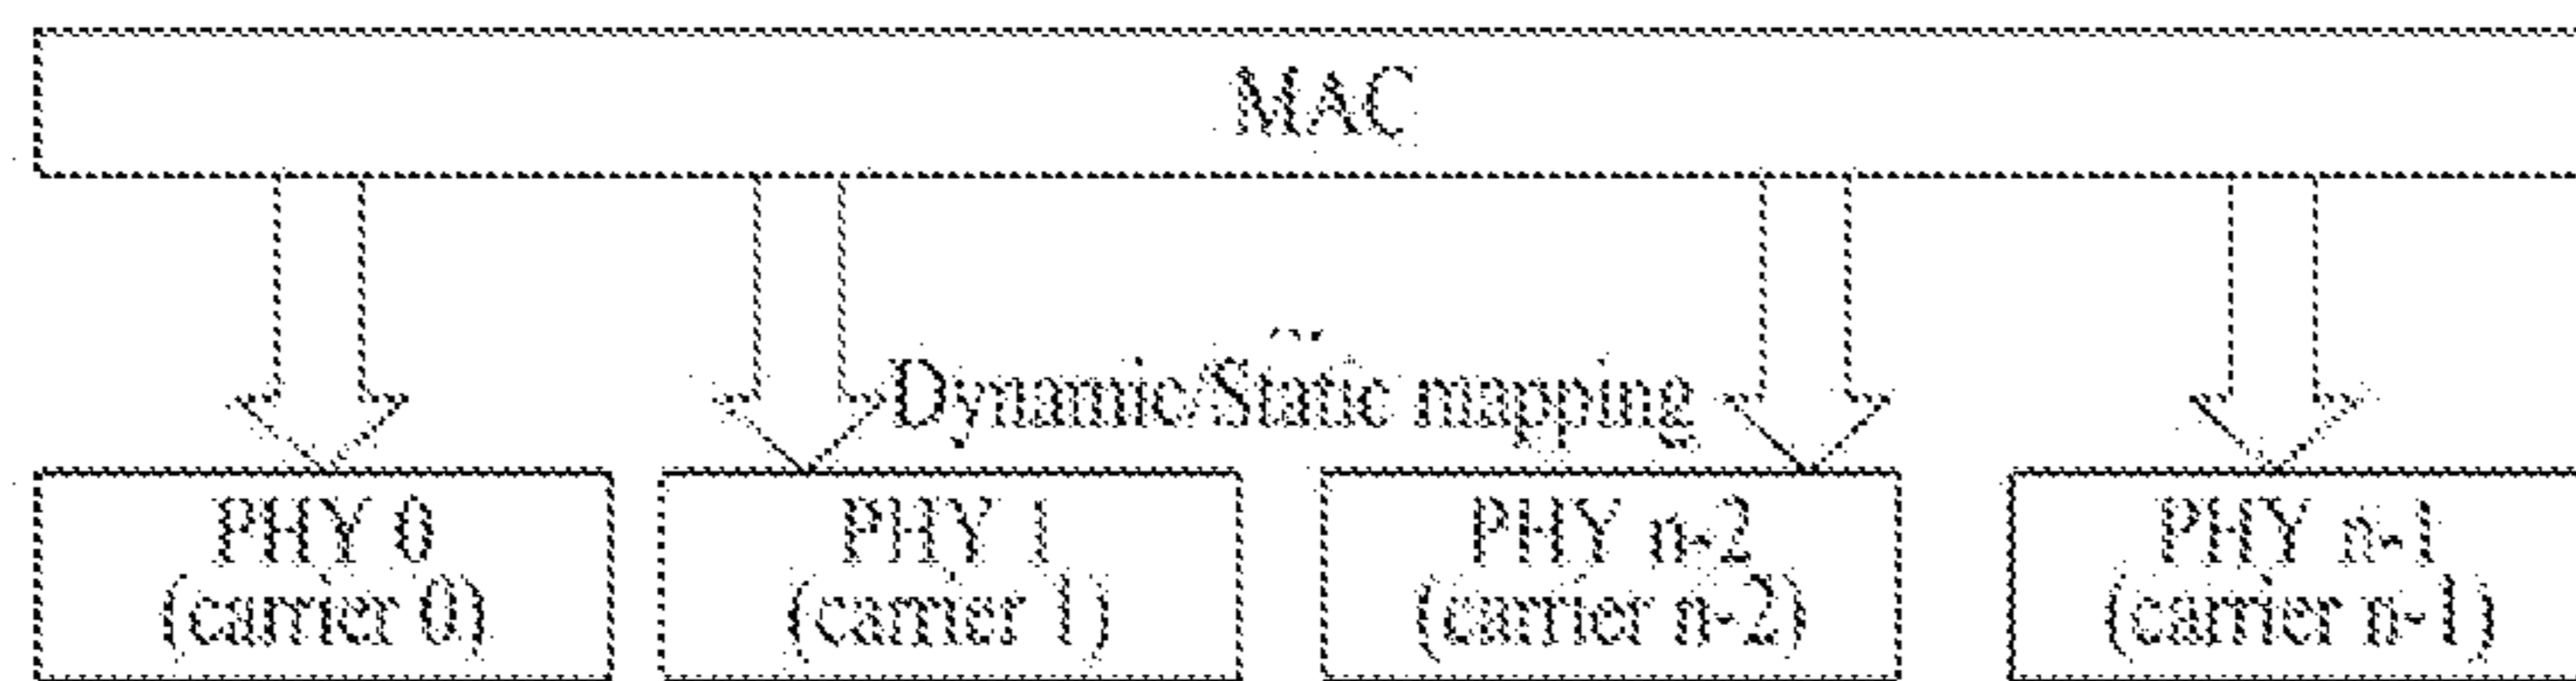 MAC
Dynamic/Static mapping
PHY 0
(carrier 0)
PHY 1
(carrier 1)
PHY n-2
(carrier n-2)
PHY n-1
(carrier n-1)